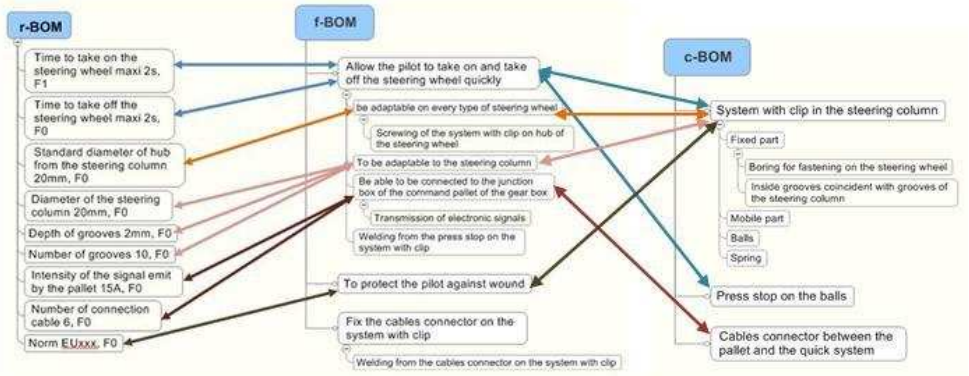 r-BOM
Time to take on the
steering wheel maxi 2s,
F1
Time to take off the
steering wheel maxi 2s,
F0
Standard diameter of hub
from the steering column
20mm, F0
Diameter of the steering
column 20mm, F0
Depth of grooves 2mm, F0
Number of grooves 10, F0
Intensity of the signal emit
by the pallet 15A, F0
Number of connection
cable 6, F0
Norm EUxxx, F0
f-BOM
Allow the pilot to take on and take
off the steering wheel quickly
be adaptable on every type of steering wheel
Screwing of the system with clip on hub of
the steering wheel
To be adaptable to the steering column
Be able to be connected to the junction
box of the command pallet of the gear box
Transmission of electronic signals
Welding from the press stop on the
system with clip
To protect the pilot against wound
Fix the cables connector on the
system with clip
Welding from the cables connector on the system with clip
c-BOM
System with clip in the steering column
Fixed part
Boring for fastening on the steering wheel
Inside grooves coincident with grooves of
the steering column
Mobile part
Balls
Spring
Press stop on the balls
Cables connector between the
pallet and the quick system